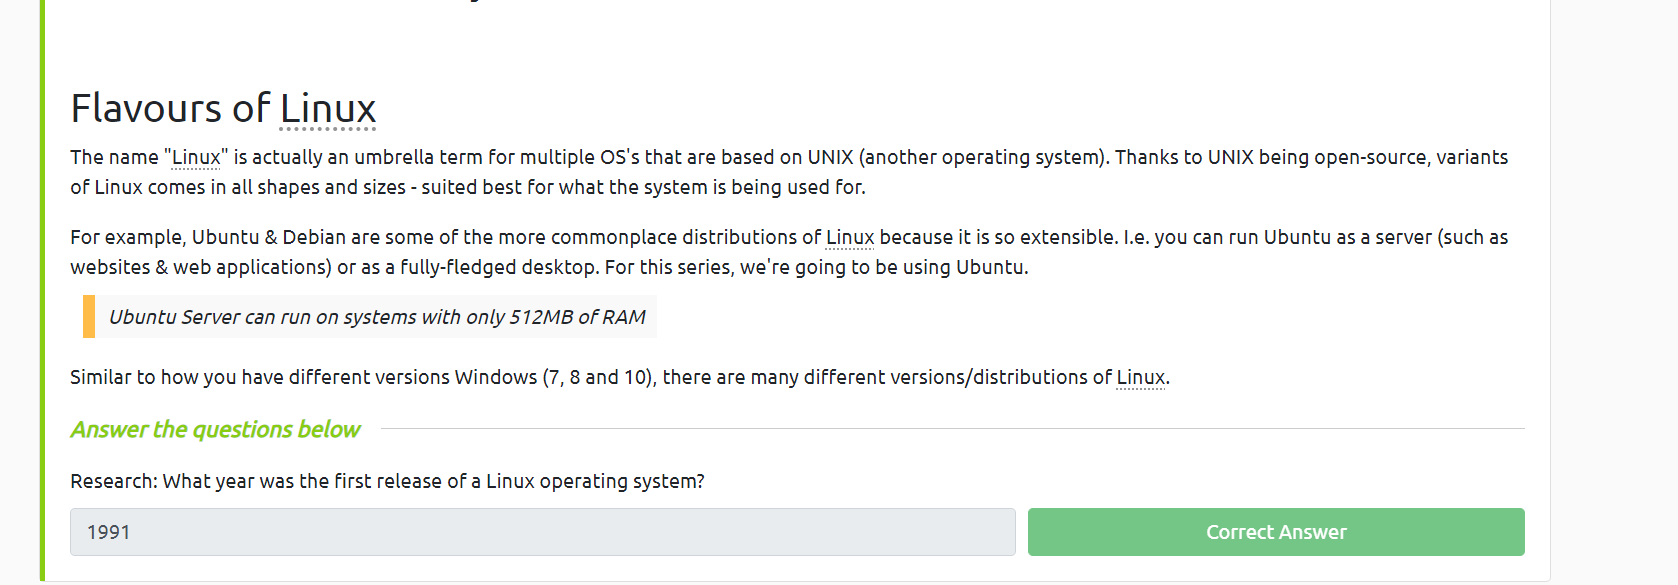 Flavours of Linux
The name "Linux" is actually an umbrella term for multiple OS's that are based on UNIX (another operating system). Thanks to UNIX being open-source, variants
of Linux comes in all shapes and sizes - suited best for what the system is being used for.
For example, Ubuntu & Debian are some of the more commonplace distributions of Linux because it is so extensible. I.e. you can run Ubuntu as a server (such as
websites & web applications) or as a fully-fledged desktop. For this series, we're going to be using Ubuntu.
Ubuntu Server can run on systems with only 512MB of RAM
Similar to how you have different versions Windows (7, 8 and 10), there are many different versions/distributions of Linux.
Answer the questions below
Research: What year was the first release of a Linux operating system?
1991
Correct Answer